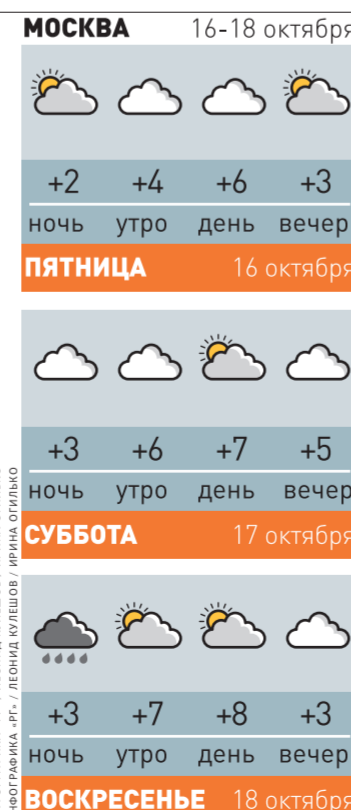 МОСКВА 16-18 октября
+2 +4 +6 +3
ночь утро день вечер
ПЯТНИЦА 16 октября
+3 +6 +7 +5
ночь утро день вечер
СУББОТА 17 октября
+3 +7 +8 +3
ночь утро день вечер
ВОСКРЕСЕНЬЕ 18 октября
«РГ» / ЛЕОНИД КУЛЕШОВ / ИРИНА ОГИЛЬКО